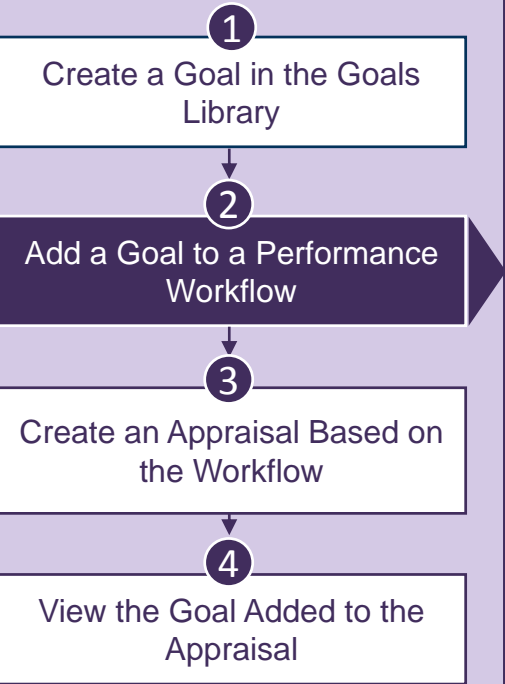 1
Create a Goal in the Goals
Library
2
Add a Goal to a Performance
Workflow
3
Create an Appraisal Based on
the Workflow
4
View the Goal Added to the
Appraisal